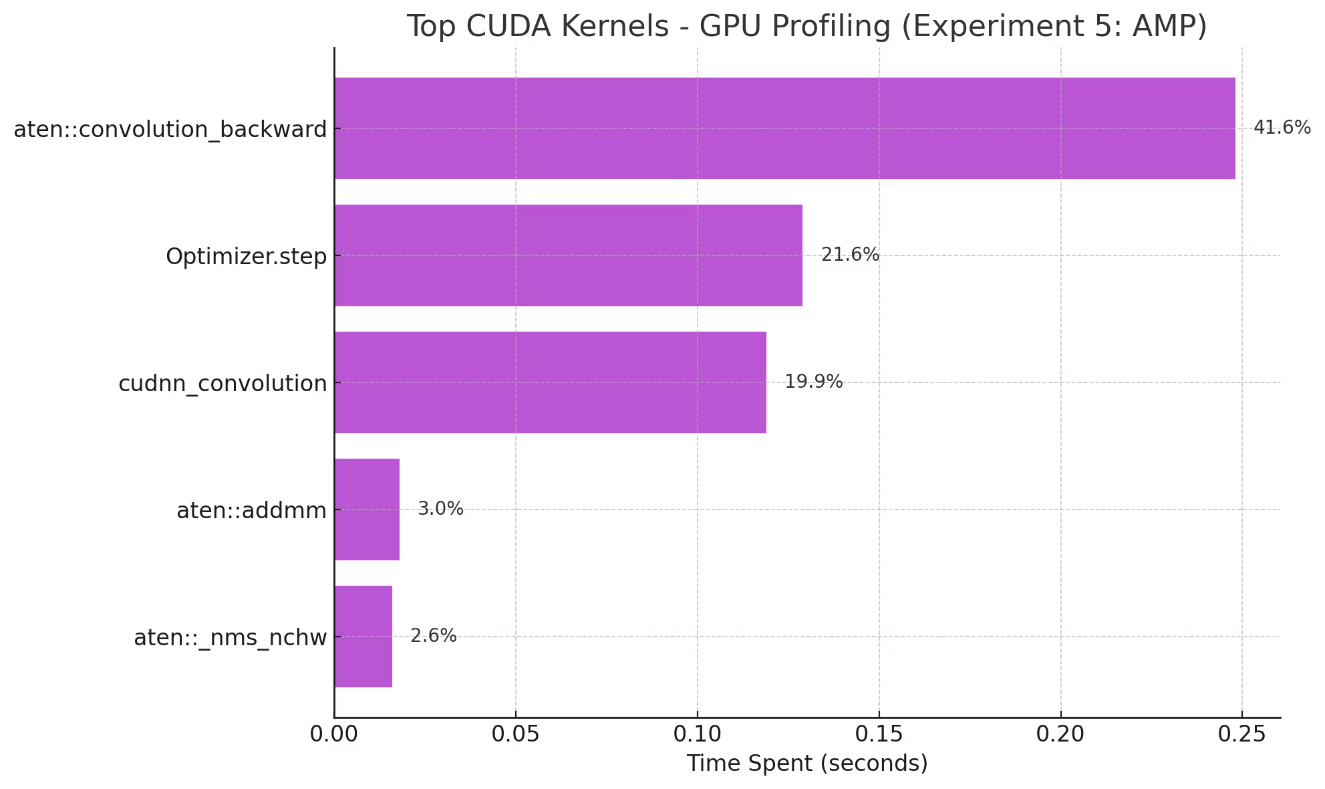 Top CUDA Kernels - GPU Profiling (Experiment 5: AMP)
aten::convolution_backward
41.6%
Optimizer.step
21.6%
cudnn_convolution
19.9%
aten::addmm
3.0%
aten::_nms_nchw
2.6%
0.00 0.05 0.10 0.15 0.20 0.25
Time Spent (seconds)